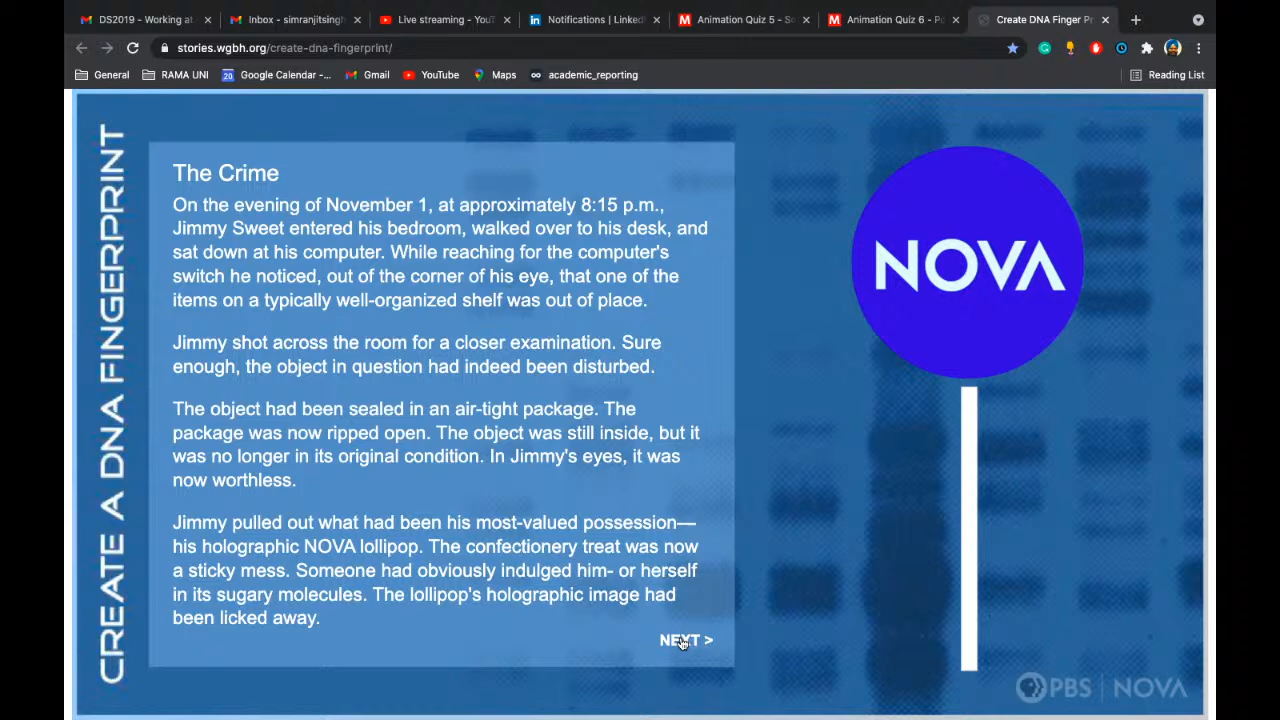 DS2019 - Working at
Inbox - simranjitsingh
Live streaming - YouT
Notifications | Linked
Animation Quiz 5 - So
Animation Quiz 6 - Po
Create DNA Finger Pr
stories.wgbh.org/create-dna-fingerprint/
General
RAMA UNI
20
Google Calendar -...
Gmail
YouTube
Maps
academic_reporting
Reading List
CREATE A DNA FINGERPRINT
The Crime
On the evening of November 1, at approximately 8:15 p.m.,
Jimmy Sweet entered his bedroom, walked over to his desk, and
sat down at his computer. While reaching for the computer's
switch he noticed, out of the corner of his eye, that one of the
items on a typically well-organized shelf was out of place.
Jimmy shot across the room for a closer examination. Sure
enough, the object in question had indeed been disturbed.
The object had been sealed in an air-tight package. The
package was now ripped open. The object was still inside, but it
was no longer in its original condition. In Jimmy's eyes, it was
now worthless.
Jimmy pulled out what had been his most-valued possession—
his holographic NOVA lollipop. The confectionery treat was now
a sticky mess. Someone had obviously indulged him- or herself
in its sugary molecules. The lollipop's holographic image had
been licked away.
NEXT >
NOVA
PBS | NOVA